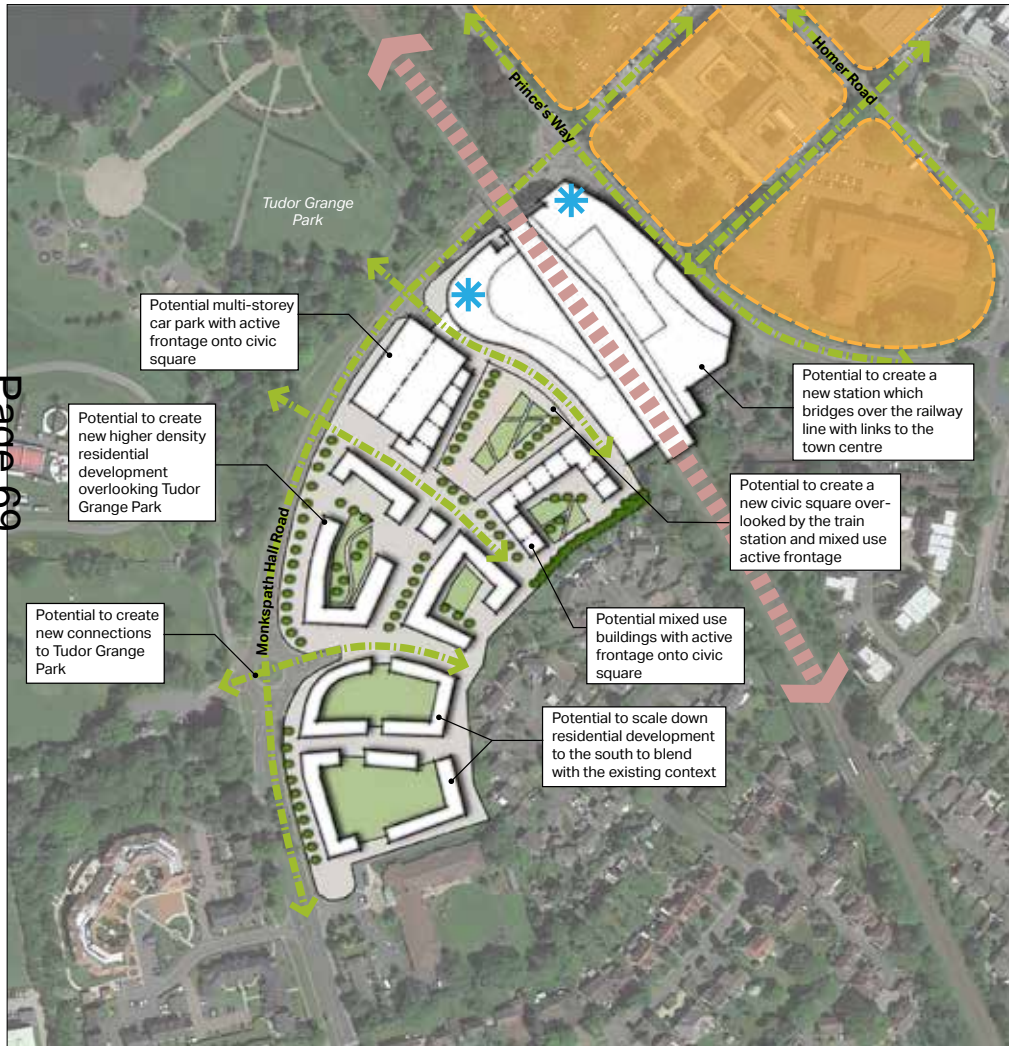 Prince's Way
Homer Road
Tudor Grange
Park
Potential multi-storey
car park with active
frontage onto civic
square
Potential to create a
new station which
bridges over the railway
line with links to the
town centre
Page 69
Potential to create
new higher density
residential
development
overlooking Tudor
Grange Park
Potential to create a
new civic square over-
looked by the train
station and mixed use
active frontage
Monkspath Hall Road
Potential to create
new connections
to Tudor Grange
Park
Potential mixed use
buildings with active
frontage onto civic
square
Potential to scale down
residential development
to the south to blend
with the existing context